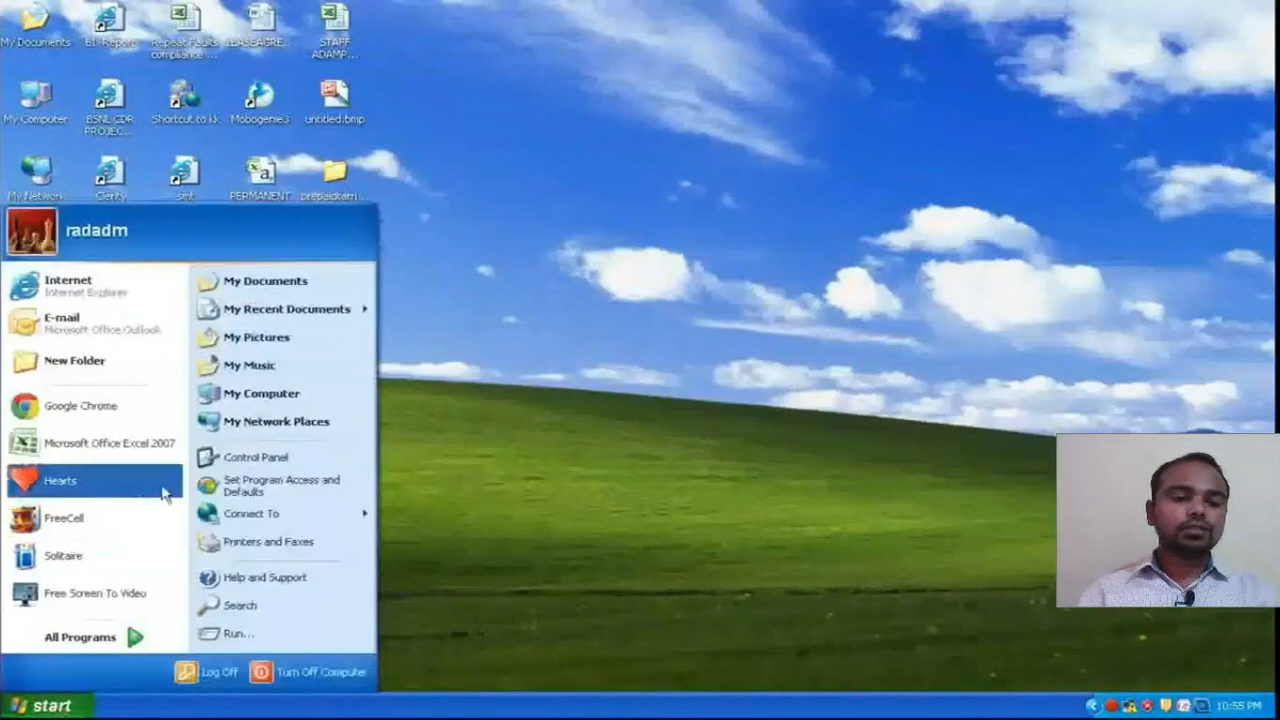 My Documents
B1-Report
Repeat Faults
compliance ...
LEASEAGRE...
STAFF
ADAMP...
My Computer
BSNL CDR
PROJEC...
Shortcut to kk
Mobogenie3
untitled.bmp
My Network
Clerity
smt
PERMANENT
radadm
Internet
Internet Explorer
E-mail
Microsoft Office Outlook
New Folder
Google Chrome
Microsoft Office Excel 2007
Hearts
FreeCell
Solitaire
Free Screen To Video
All Programs
My Documents
My Recent Documents
My Pictures
My Music
My Computer
My Network Places
Control Panel
Set Program Access and
Defaults
Connect To
Printers and Faxes
Help and Support
Search
Run...
Log Off
Turn Off Computer
start
10:55 PM